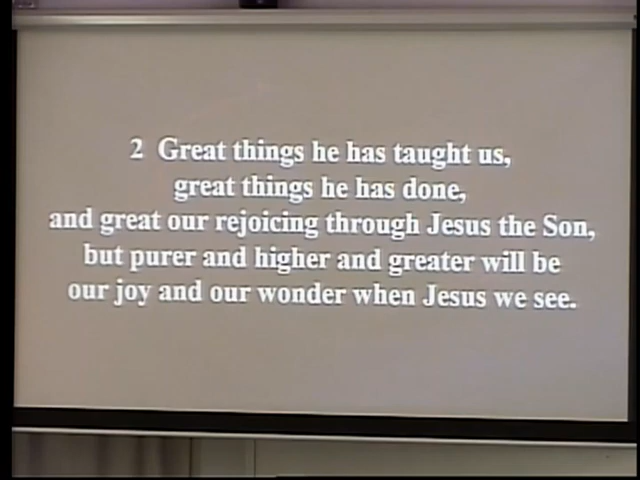 2 Great things he has taught us,
great things he has done,
and great our rejoicing through Jesus the Son,
but purer and higher and greater will be
our joy and our wonder when Jesus we see.